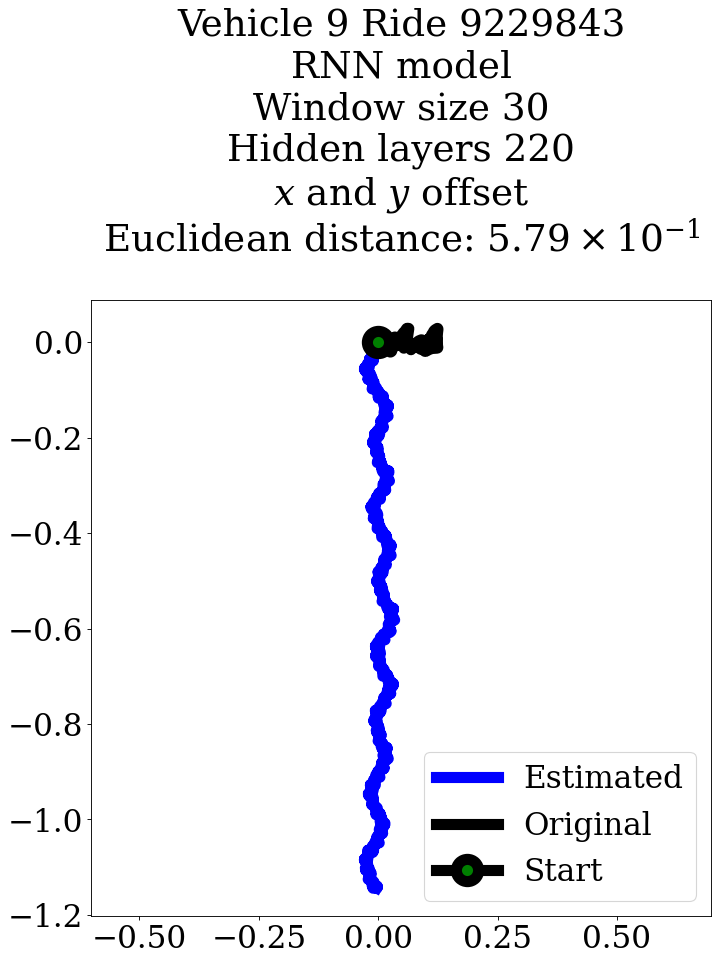 Vehicle 9 Ride 9229843
RNN model
Window size 30
Hidden layers 220
x and y offset
Euclidean distance: 5.79 × 10⁻¹
0.0
−0.2
−0.4
−0.6
−0.8
−1.0
−1.2
Estimated
Original
Start
−0.50 −0.25 0.00 0.25 0.50